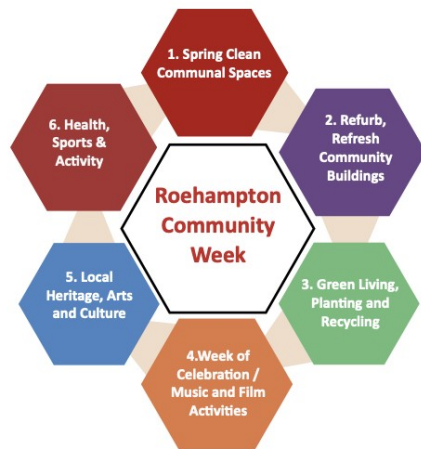 1. Spring Clean
Communal Spaces
2. Refurb,
Refresh
Community
Buildings
3. Green Living,
Planting and
Recycling
4.Week of
Celebration /
Music and Film
Activities
5. Local
Heritage, Arts
and Culture
6. Health,
Sports &
Activity
Roehampton
Community
Week